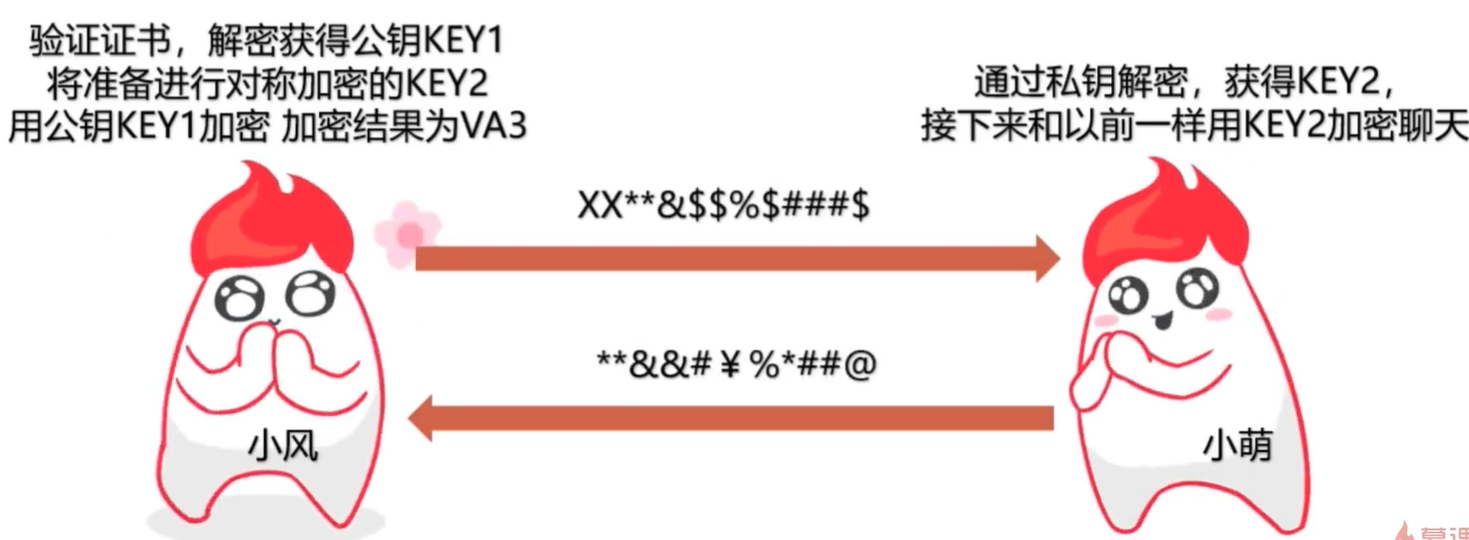 验证证书，解密获得公钥KEY1
将准备进行对称加密的KEY2
用公钥KEY1加密 加密结果为VA3
通过私钥解密，获得KEY2，
接下来和以前一样用KEY2加密聊天
XX**&$$%$###$
**&&#￥%*##@
小风
小萌